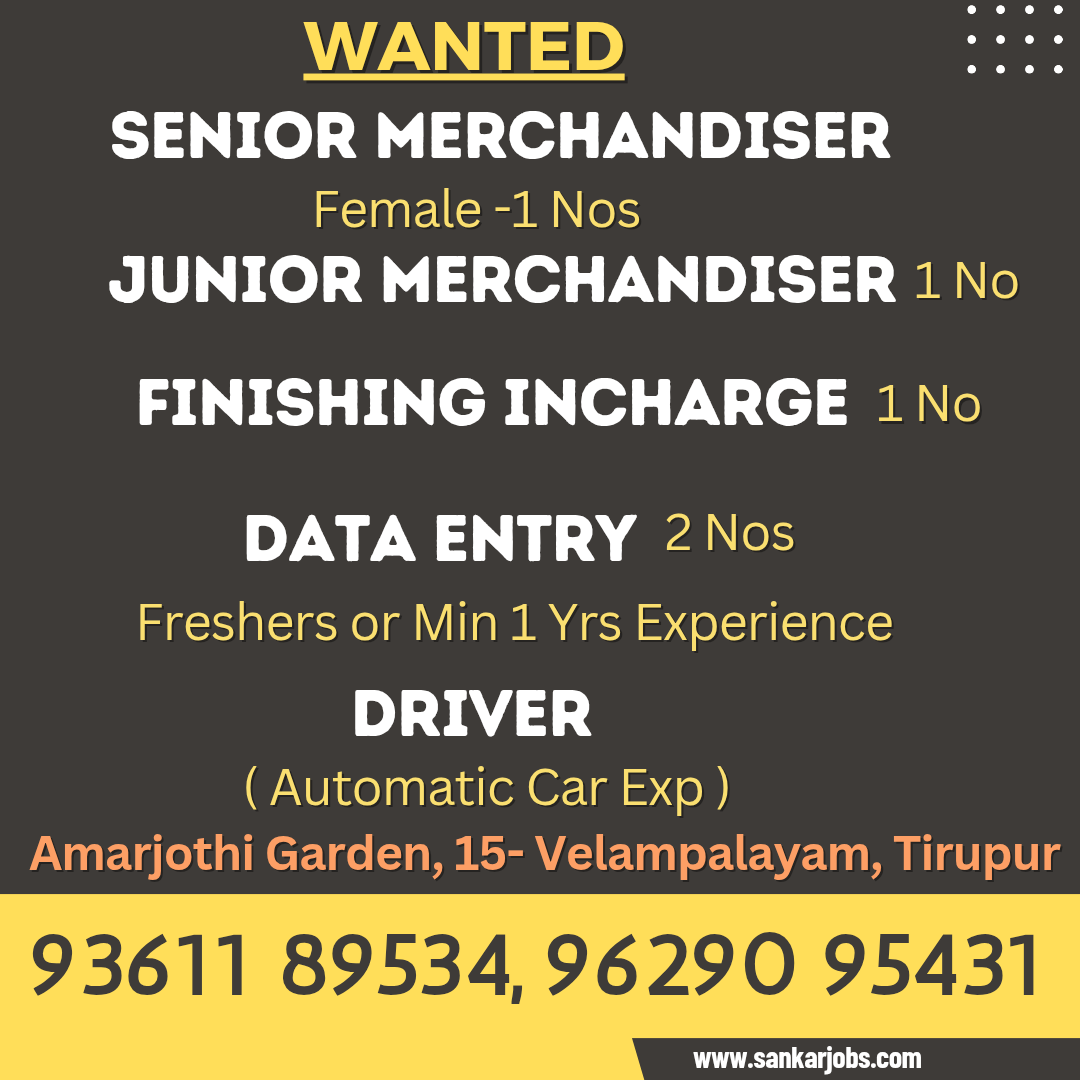 WANTED
SENIOR MERCHANDISER
Female -1 Nos
JUNIOR MERCHANDISER 1 No
FINISHING INCHARGE 1 No
DATA ENTRY 2 Nos
Freshers or Min 1 Yrs Experience
DRIVER
( Automatic Car Exp )
Amarjothi Garden, 15- Velampalayam, Tirupur
93611 89534, 96290 95431
www.sankarjobs.com